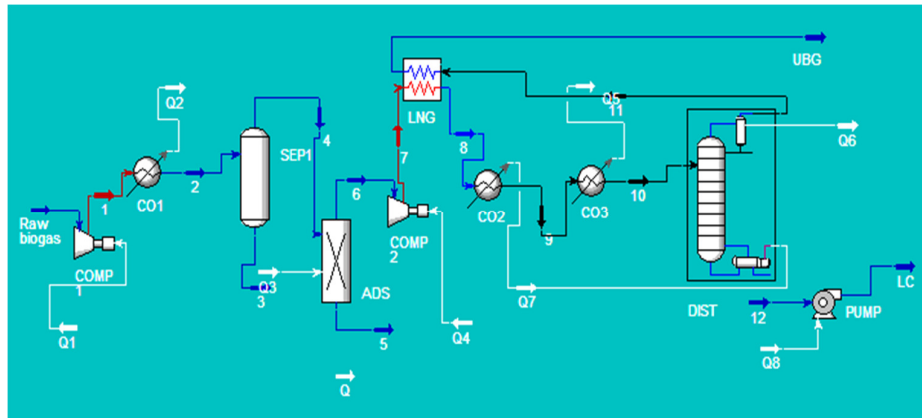 UBG
Q2
Q5
11
LNG
Q6
4
7
8
SEP1
1
CO1
2
6
CO2
CO3
10
Raw
biogas
COMP
1
COMP
2
9
Q3
3
ADS
Q7
LC
12
DIST
PUMP
Q1
5
Q4
Q8
Q